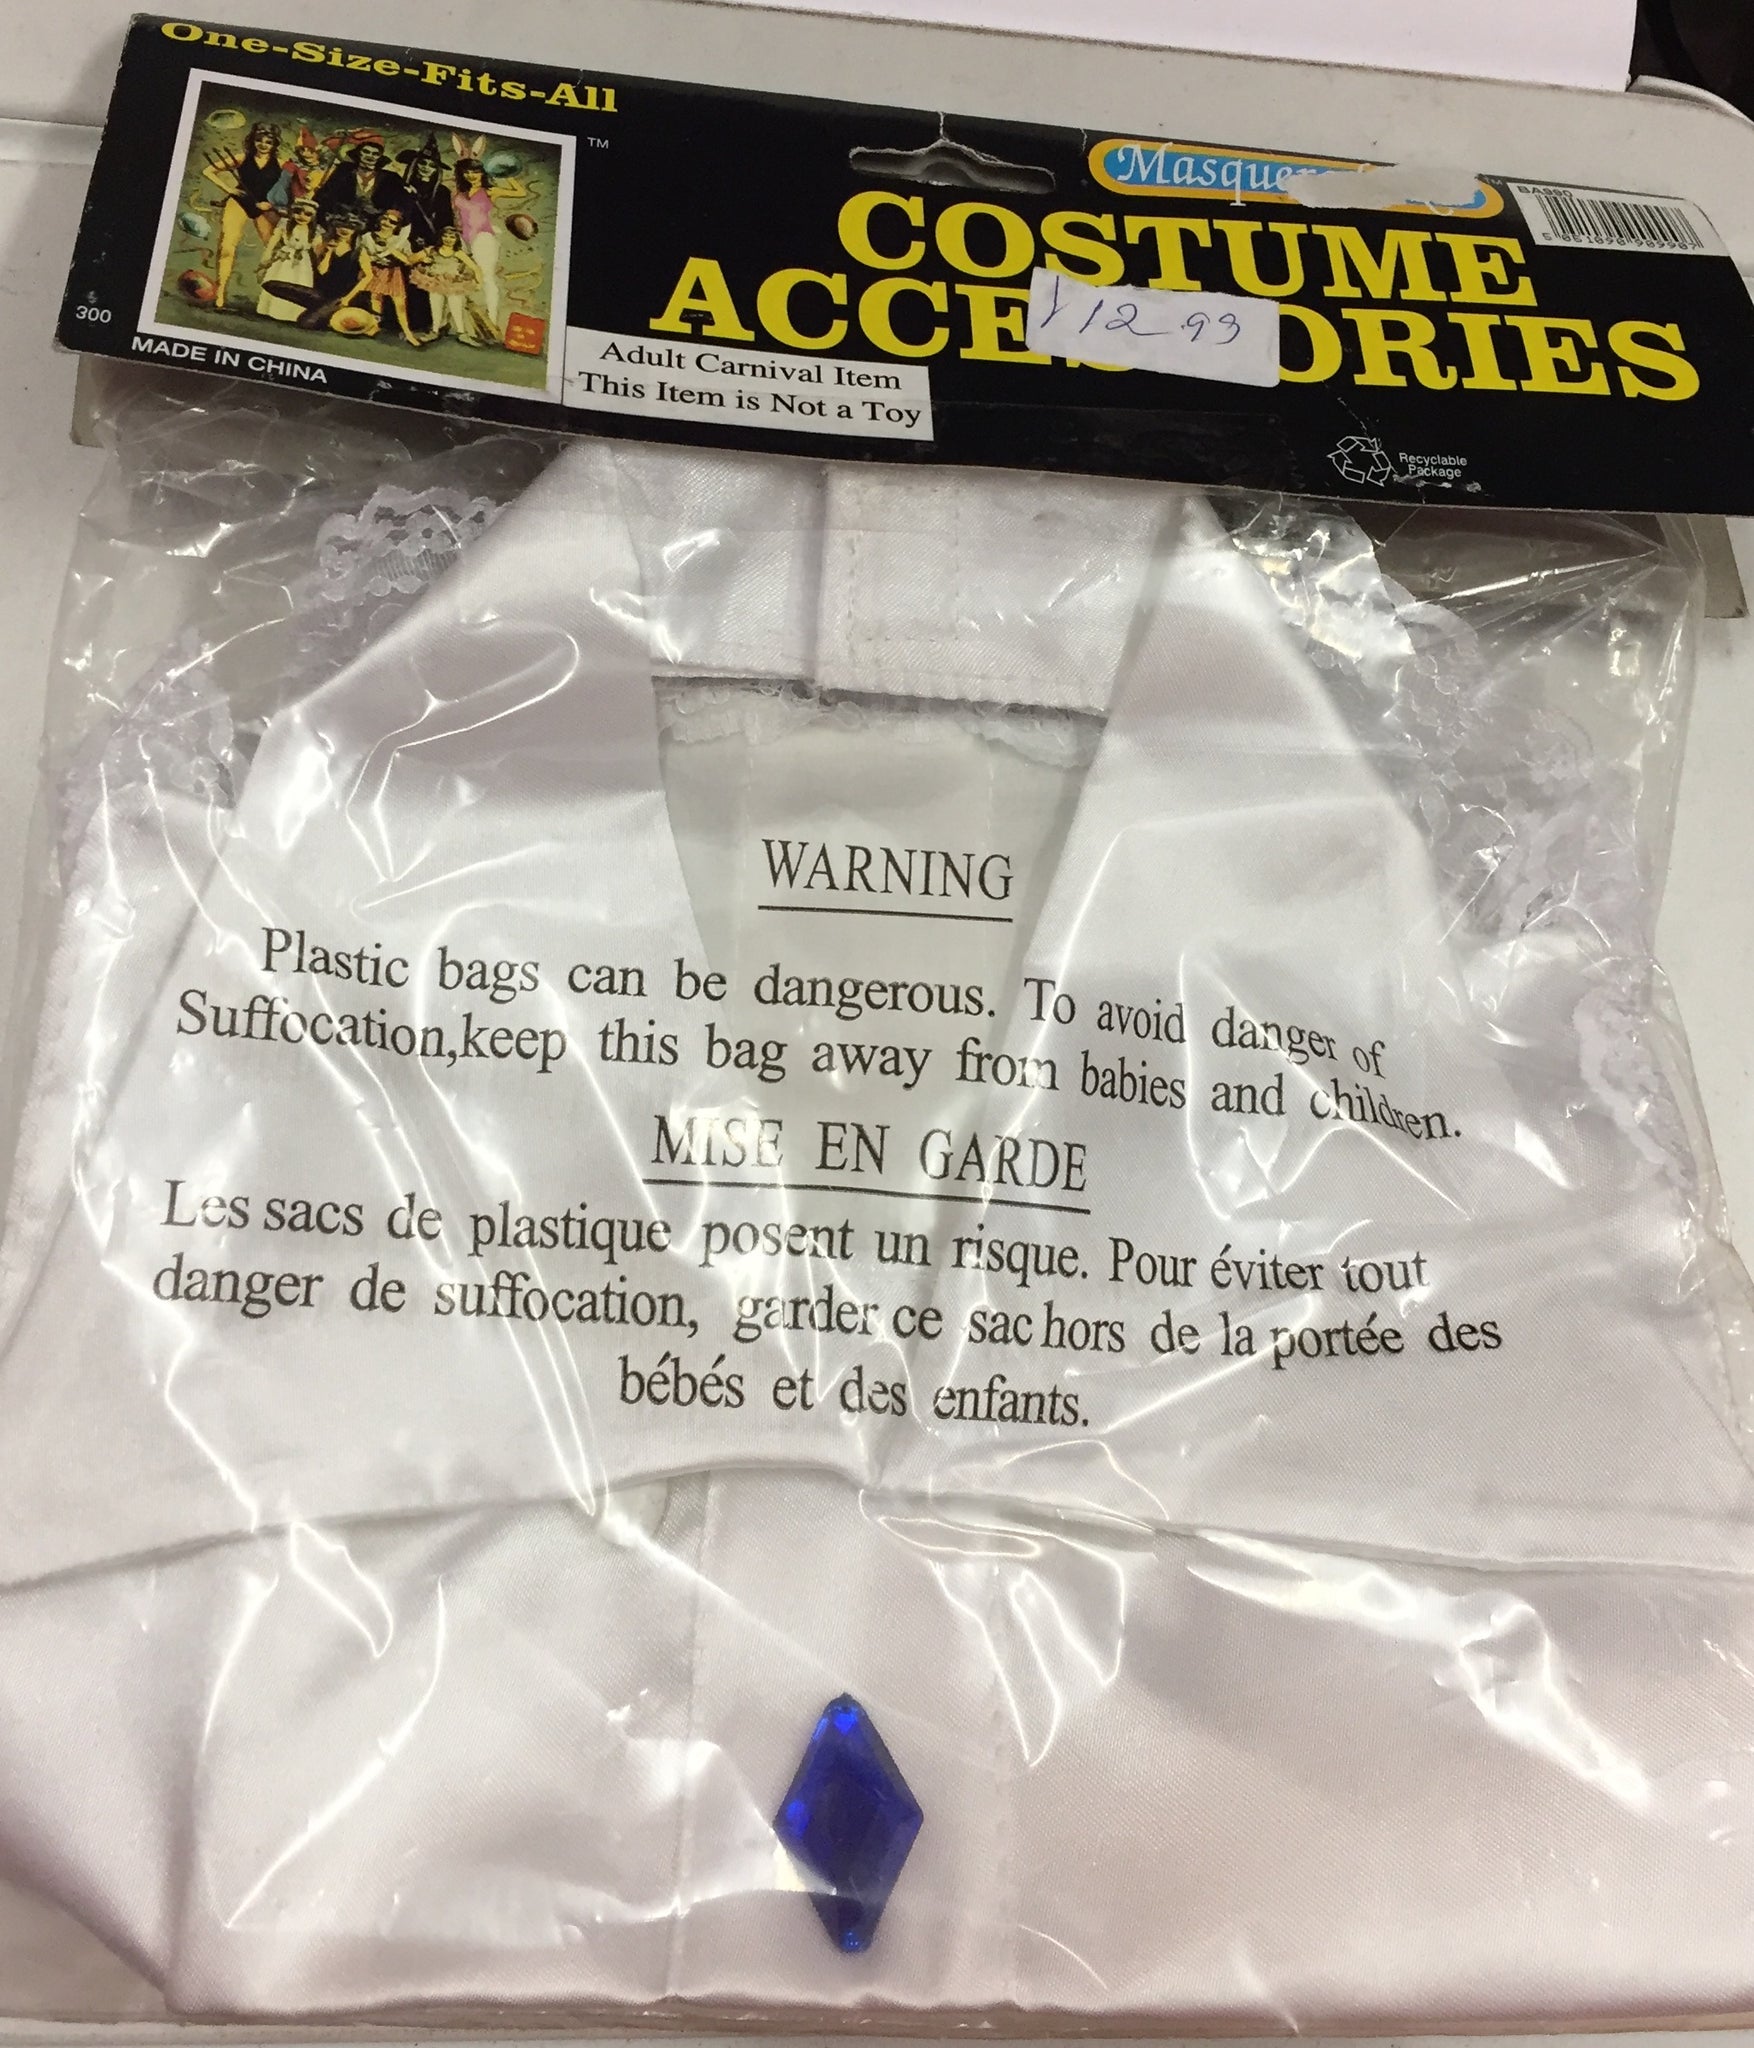 One-Size-Fits-All
TM
COSTUME
ACCE ORIES
BA990
12.93
300
MADE IN CHINA
Adult Carnival Item
This Item is Not a Toy
Recyclable
Package
WARNING
Plastic bags can be dangerous. To avoid danger of
Suffocation,keep this bag away from babies and children.
MISE EN GARDE
Les sacs de plastique posent un risque. Pour éviter tout
danger de suffocation, garder ce sac hors de la portée des
bébés et des enfants.